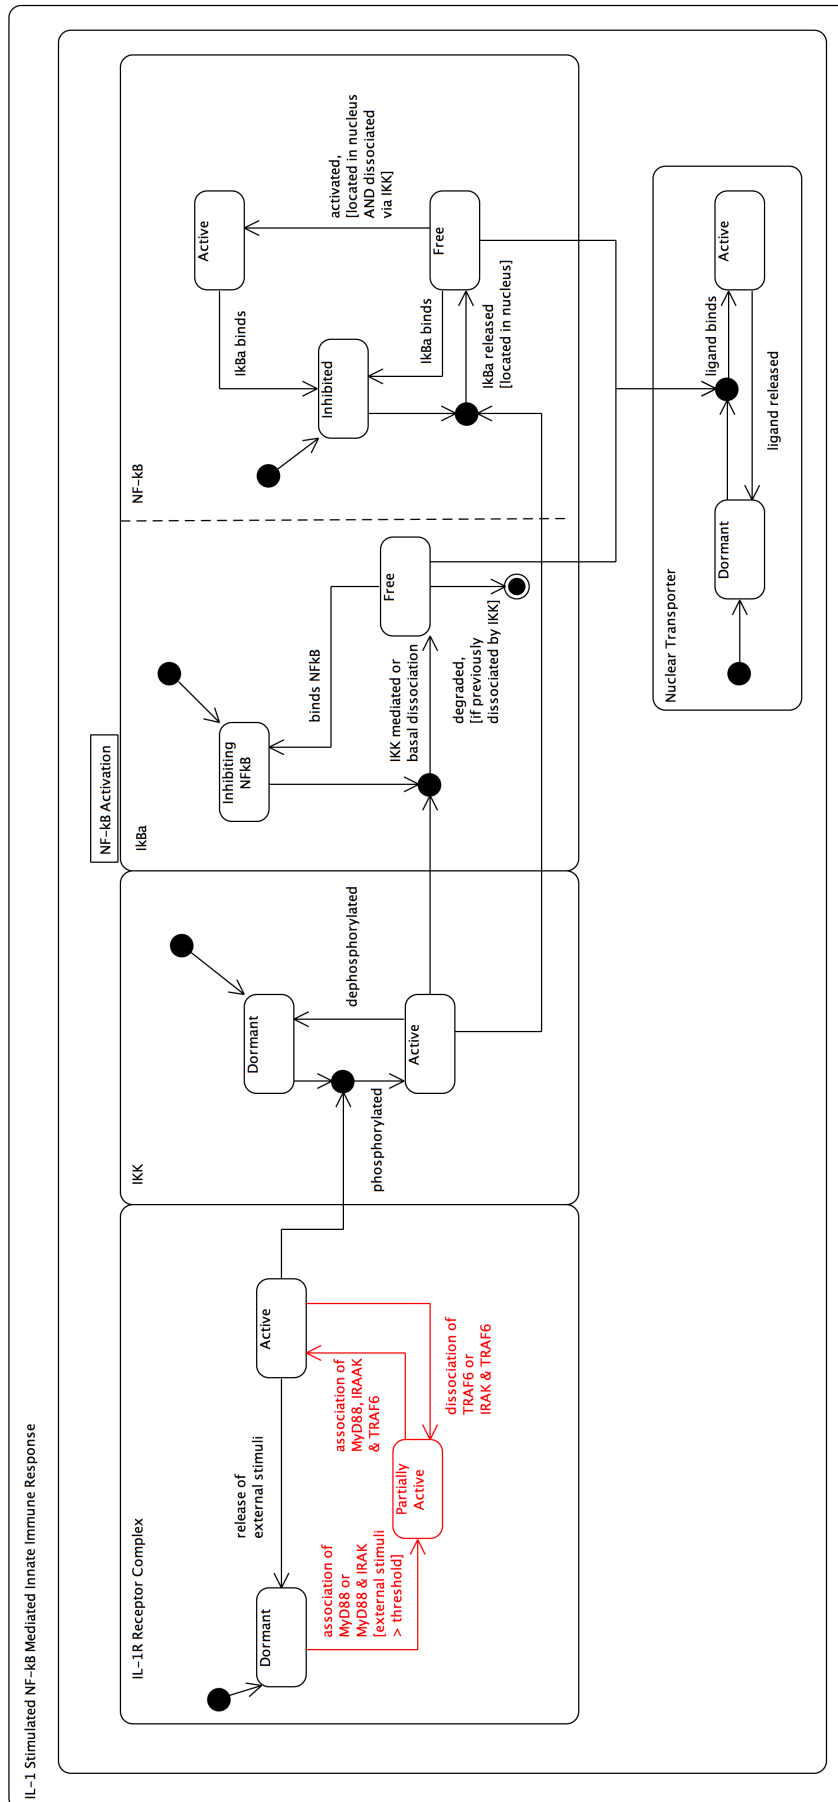 IL-1 Stimulated NF-kB Mediated Innate Immune Response
NF-kB Activation
IL-1R Receptor Complex
Dormant
release of
external stimuli
Active
association of
MyD88 or
MyD88 & IRAK
[external stimuli
> threshold]
Partially
Active
association of
MyD88, IRAAK
& TRAF6
dissociation of
TRAF6 or
IRAK & TRAF6
IKK
Dormant
phosphorylated
dephosphorylated
Active
IkBa
Inhibiting
NFkB
binds NFkB
Free
IKK mediated or
basal dissociation
degraded,
[if previously
dissociated by IKK]
NF-kB
Active
IkBa binds
Inhibited
activated,
[located in nucleus
AND dissociated
via IKK]
IkBa binds
Free
IkBa released
[located in nucleus]
Nuclear Transporter
Dormant
ligand binds
Active
ligand released